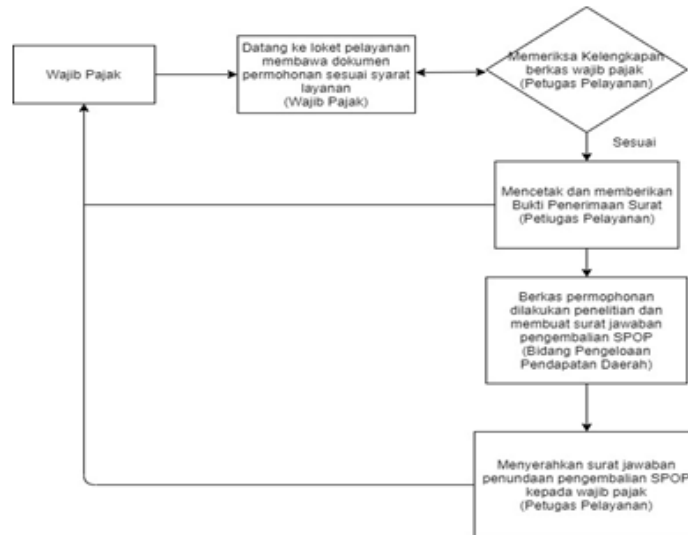 Wajib Pajak
Datang ke loket pelayanan
membawa dokumen
permohonan sesuai syarat
layanan
(Wajib Pajak)
Memeriksa Kelengkapan
berkas wajib pajak
(Petugas Pelayanan)
Sesuai
Mencetak dan memberikan
Bukti Penerimaan Surat
(Petiugas Pelayanan)
Berkas permophonan
dilakukan penelitian dan
membuat surat jawaban
pengembalian SPOP
(Bidang Pengeloaan
Pendapatan Daerah)
Menyerahkan surat jawaban
penundaan pengembalian SPOP
kepada wajib pajak
(Petugas Pelayanan)